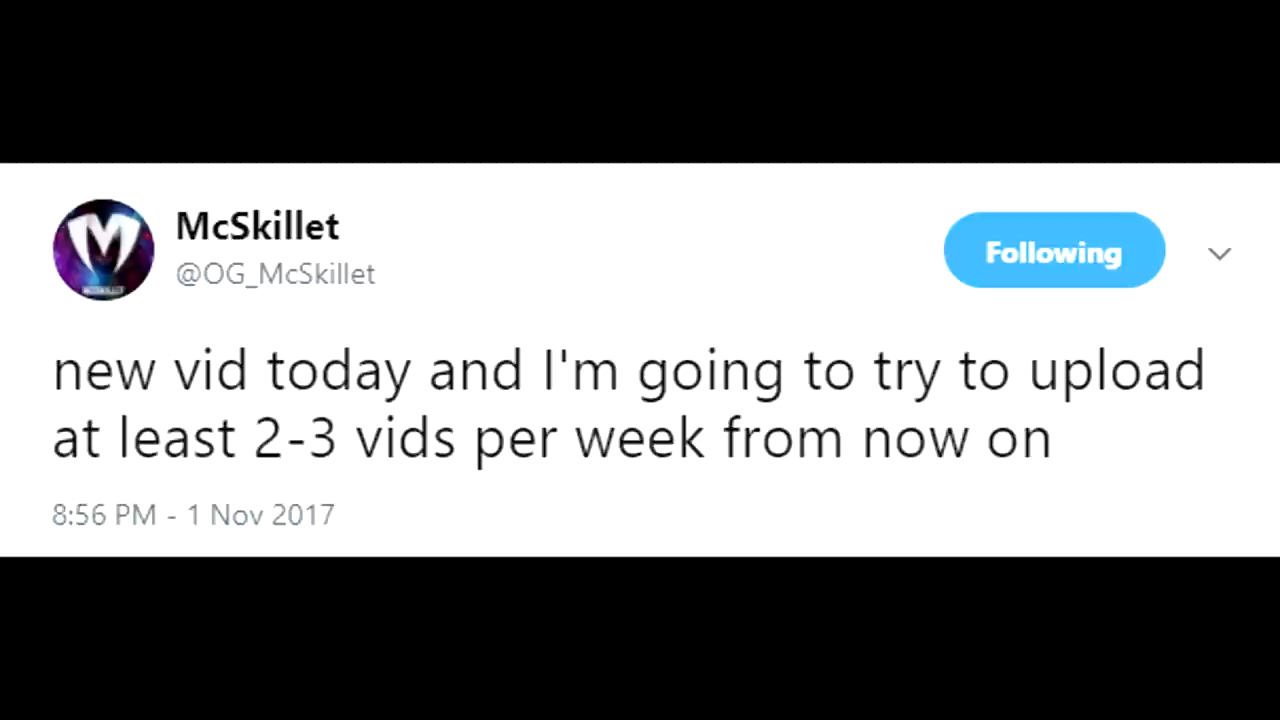 McSkillet
@OG_McSkillet
Following
new vid today and I'm going to try to upload
at least 2-3 vids per week from now on
8:56 PM - 1 Nov 2017